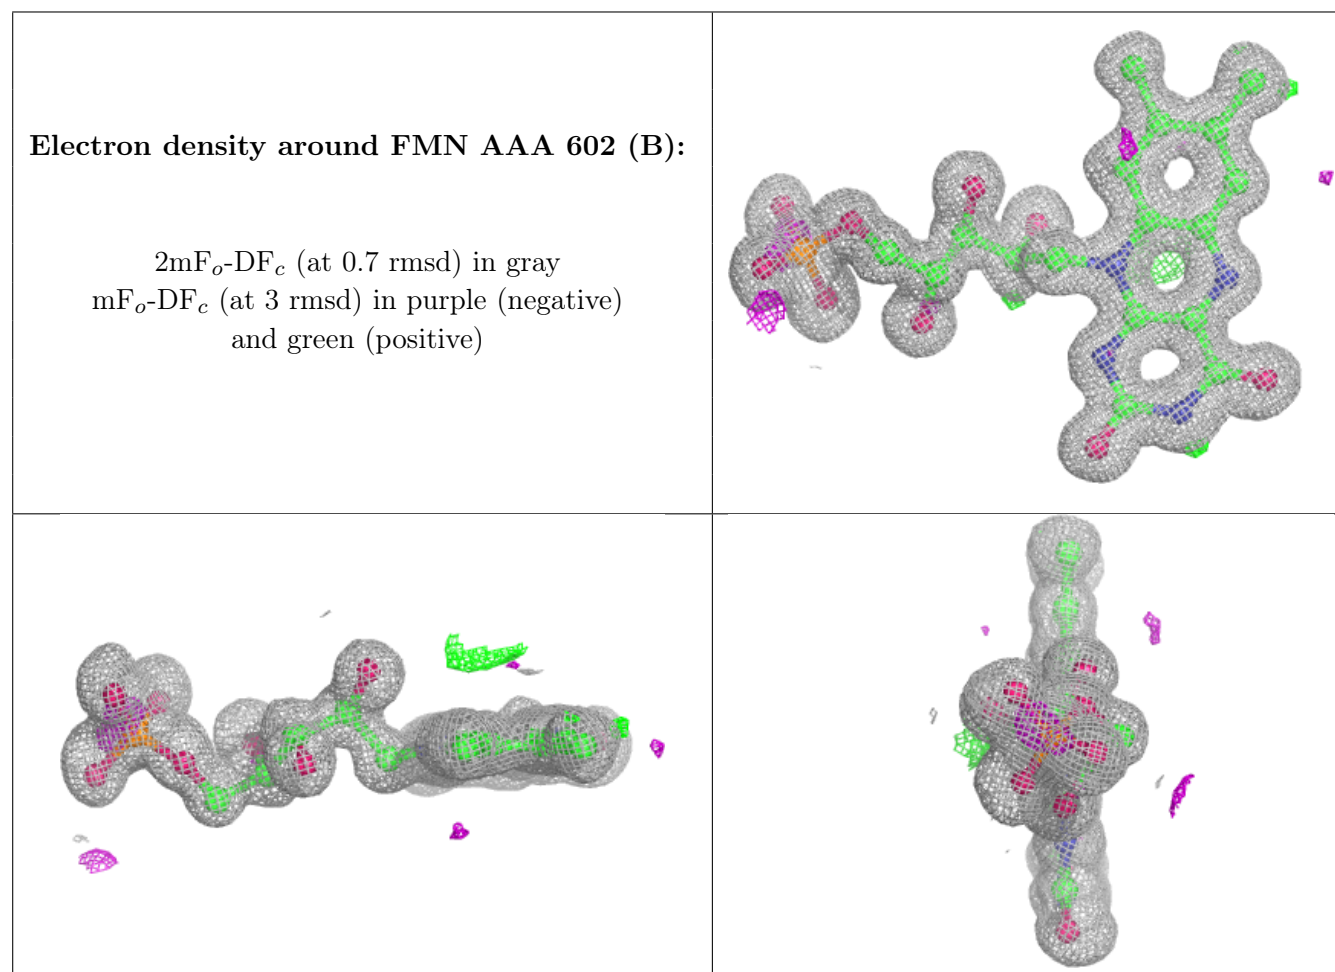 Electron density around FMN AAA 602 (B):
2mFₒ-DF𝒸 (at 0.7 rmsd) in gray
mFₒ-DF𝒸 (at 3 rmsd) in purple (negative)
and green (positive)